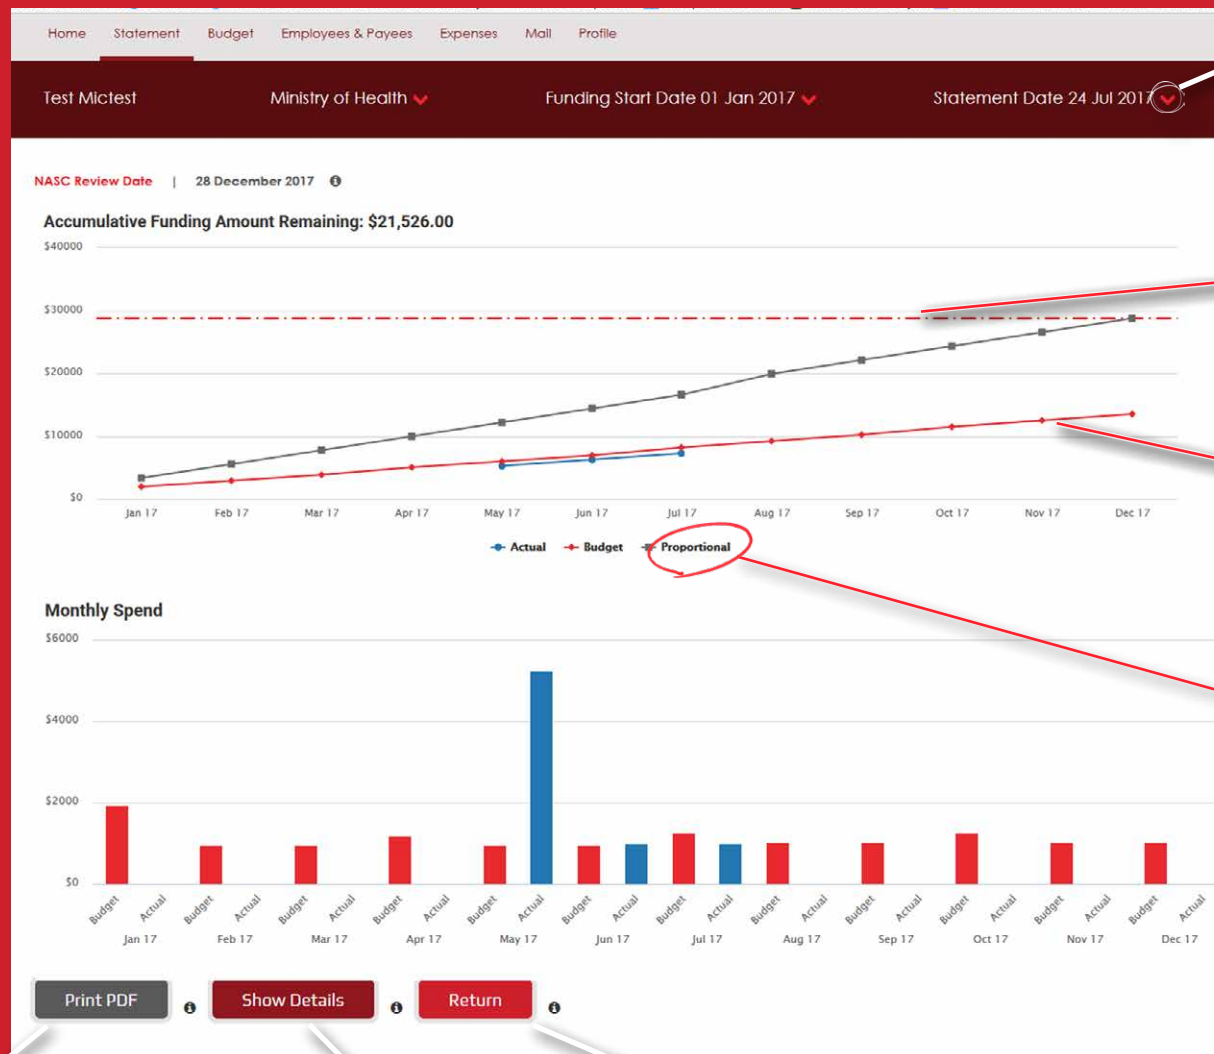 Home Statement Budget Employees & Payees Expenses Mail Profile
Test Mictest Ministry of Health Funding Start Date 01 Jan 2017 Statement Date 24 Jul 2017
NASC Review Date | 28 December 2017
Accumulative Funding Amount Remaining: $21,526.00
$40000
$30000
$20000
$10000
$0
Jan 17 Feb 17 Mar 17 Apr 17 May 17 Jun 17 Jul 17 Aug 17 Sep 17 Oct 17 Nov 17 Dec 17
Actual Budget Proportional
Monthly Spend
$6000
$4000
$2000
$0
Budget Actual Budget Actual Budget Actual Budget Actual Budget Actual Budget Actual Budget Actual Budget Actual Budget Actual Budget Actual Budget Actual Budget Actual
Jan 17 Feb 17 Mar 17 Apr 17 May 17 Jun 17 Jul 17 Aug 17 Sep 17 Oct 17 Nov 17 Dec 17
Print PDF Show Details Return